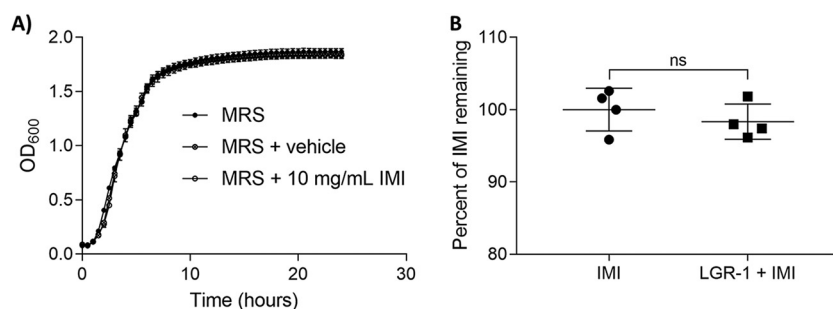 A)
2.0
1.5
1.0
0.5
0.0
OD600
MRS
MRS + vehicle
MRS + 10 mg/mL IMI
0
10
20
30
Time (hours)
B
110
100
90
80
Percent of IMI remaining
ns
IMI
LGR-1 + IMI